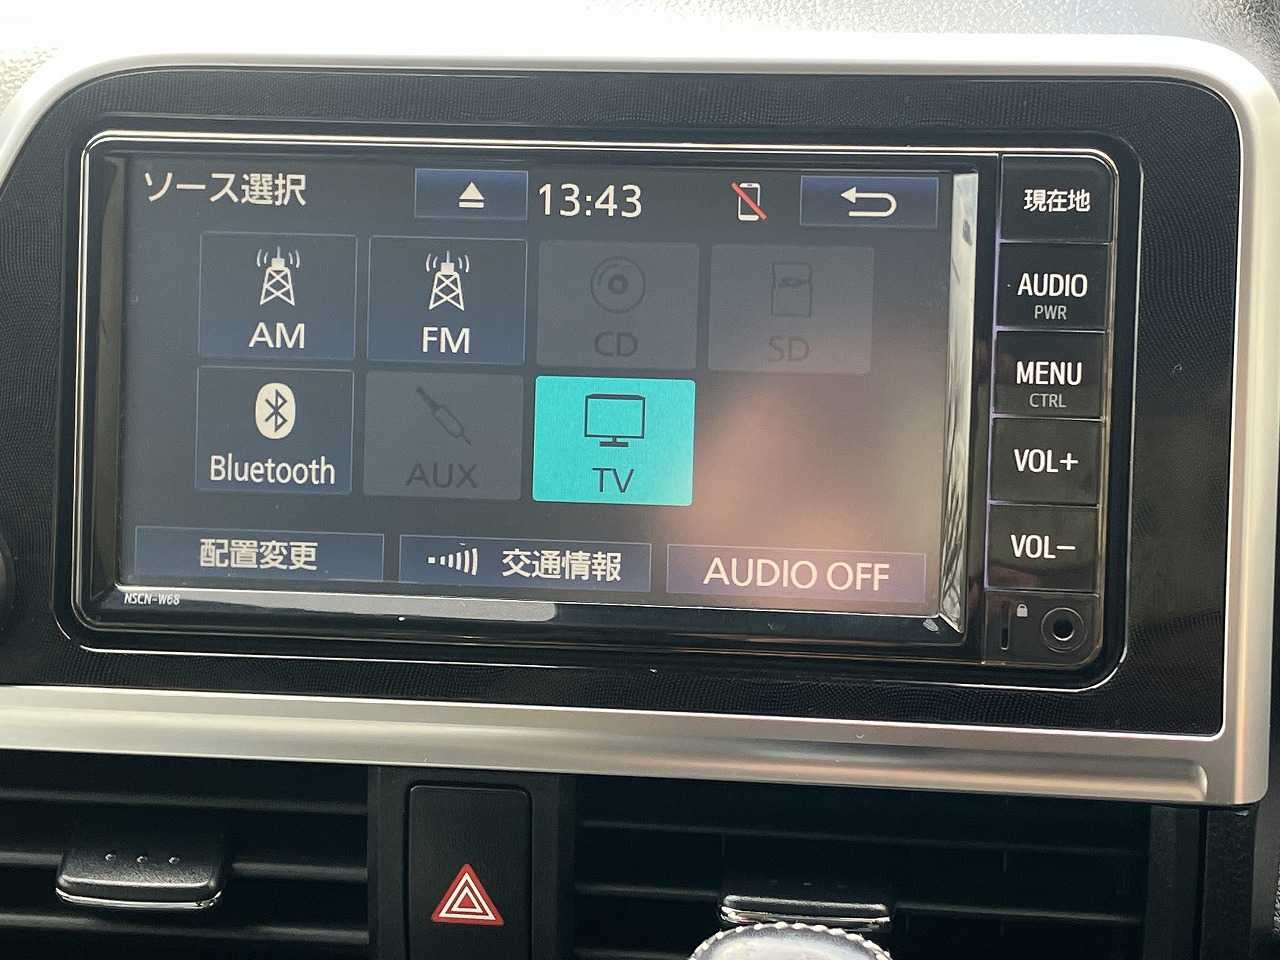 ソース選択 13:43
AM FM CD SD
Bluetooth AUX TV
配置変更 交通情報 AUDIO OFF
NSCN-W68
現在地
AUDIO
PWR
MENU
CTRL
VOL+
VOL−